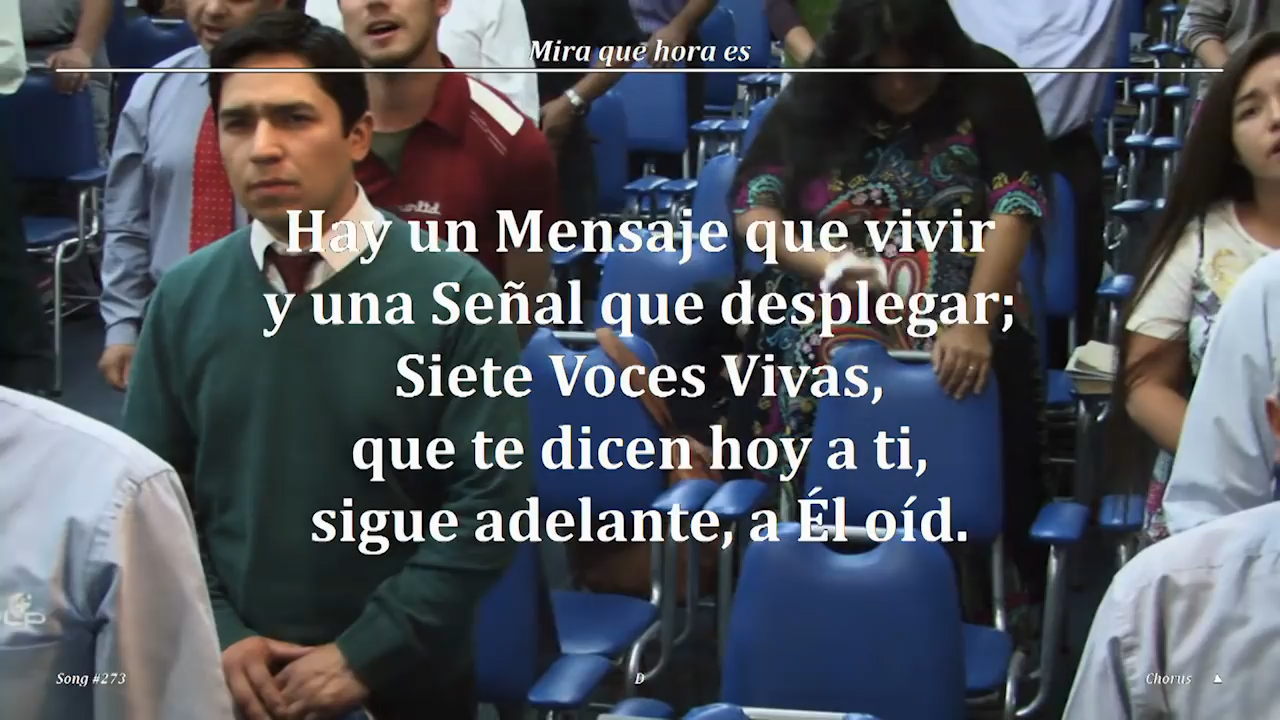 Mira que hora es
Hay un Mensaje que vivir
y una Señal que desplegar;
Siete Voces Vivas,
que te dicen hoy a ti,
sigue adelante, a Él oíd.
Song #273
D
Chorus